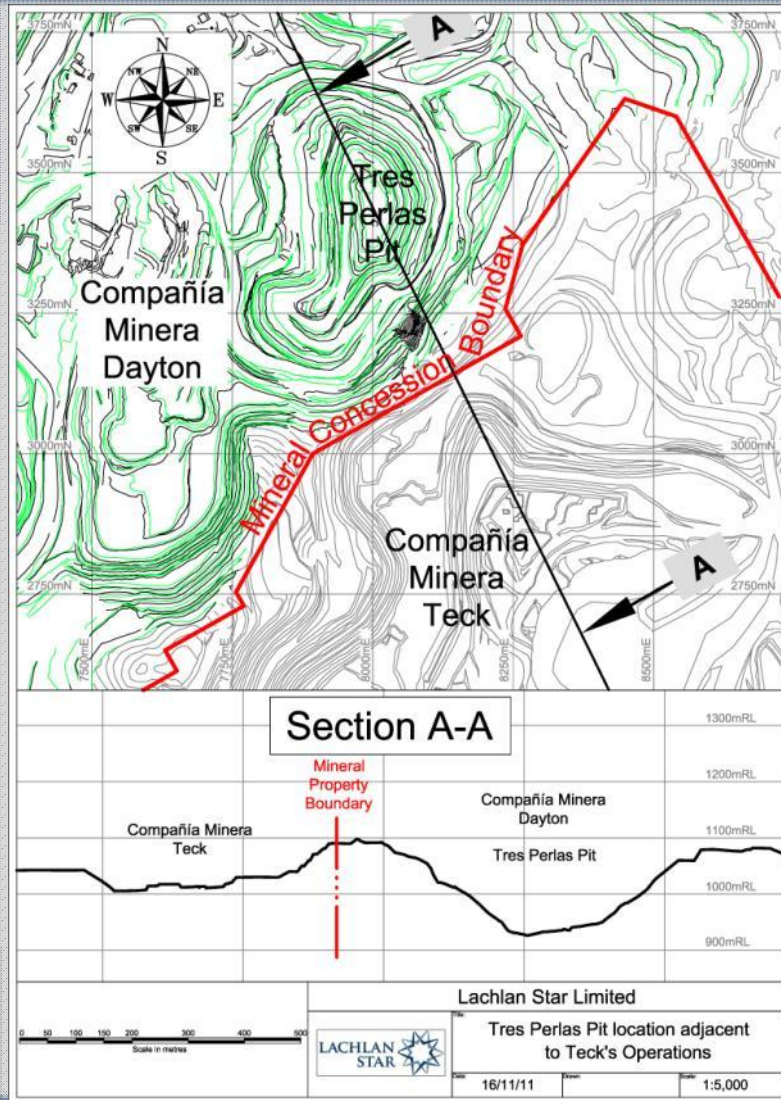 3750mN
3750mN
A
N
NW
NE
W
E
SW
SE
S
3500mN
3500mN
Tres
Perlas
Pit
Mineral Concession Boundary
3250mN
3250mN
Compañía
Minera
Dayton
3000mN
3000mN
Compañía
Minera
Teck
A
2750mN
2750mN
7500mE
7750mE
8000mE
8250mE
8500mE
Section A-A
1300mRL
Mineral
Property
Boundary
1200mRL
Compañía Minera
Teck
Compañía Minera
Dayton
1100mRL
Tres Perlas Pit
1000mRL
900mRL
0 50 100 150 200 300 400 500
Scale in metres
Lachlan Star Limited
LACHLAN
STAR
Title:
Tres Perlas Pit location adjacent
to Teck's Operations
Date:
16/11/11
Drawn:
Scale:
1:5,000